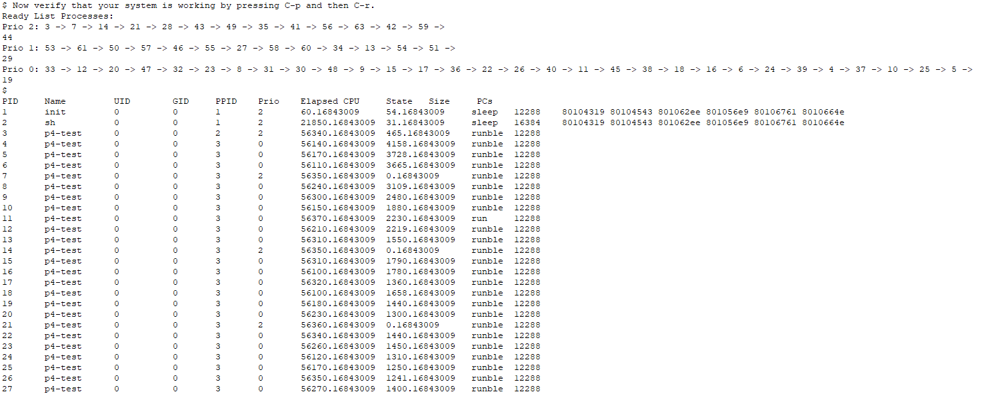 $ Now verify that your system is working by pressing C-p and then C-r.
Ready List Processes:
Prio 2: 3 -> 7 -> 14 -> 21 -> 28 -> 43 -> 49 -> 35 -> 41 -> 56 -> 63 -> 42 -> 59 ->
44
Prio 1: 53 -> 61 -> 50 -> 57 -> 46 -> 55 -> 27 -> 58 -> 60 -> 34 -> 13 -> 54 -> 51 ->
29
Prio 0: 33 -> 12 -> 20 -> 47 -> 32 -> 23 -> 8 -> 31 -> 30 -> 48 -> 9 -> 15 -> 17 -> 36 -> 22 -> 26 -> 40 -> 11 -> 45 -> 38 -> 18 -> 16 -> 6 -> 24 -> 39 -> 4 -> 37 -> 10 -> 25 -> 5 ->
19
$
PID Name UID GID PPID Prio Elapsed CPU State Size PCs
1 init 0 0 1 2 60.16843009 54.16843009 sleep 12288 80104319 80104543 801062ee 801056e9 80106761 8010664e
2 sh 0 0 1 2 21850.16843009 31.16843009 sleep 16384 80104319 80104543 801062ee 801056e9 80106761 8010664e
3 p4-test 0 0 2 2 56340.16843009 465.16843009 runble 12288
4 p4-test 0 0 3 0 56140.16843009 4158.16843009 runble 12288
5 p4-test 0 0 3 0 56170.16843009 3728.16843009 runble 12288
6 p4-test 0 0 3 0 56110.16843009 3665.16843009 runble 12288
7 p4-test 0 0 3 2 56350.16843009 0.16843009 runble 12288
8 p4-test 0 0 3 0 56240.16843009 3109.16843009 runble 12288
9 p4-test 0 0 3 0 56300.16843009 2480.16843009 runble 12288
10 p4-test 0 0 3 0 56150.16843009 1880.16843009 runble 12288
11 p4-test 0 0 3 0 56370.16843009 2230.16843009 run 12288
12 p4-test 0 0 3 0 56210.16843009 2219.16843009 runble 12288
13 p4-test 0 0 3 0 56310.16843009 1550.16843009 runble 12288
14 p4-test 0 0 3 2 56350.16843009 0.16843009 runble 12288
15 p4-test 0 0 3 0 56310.16843009 1790.16843009 runble 12288
16 p4-test 0 0 3 0 56100.16843009 1780.16843009 runble 12288
17 p4-test 0 0 3 0 56320.16843009 1360.16843009 runble 12288
18 p4-test 0 0 3 0 56100.16843009 1658.16843009 runble 12288
19 p4-test 0 0 3 0 56180.16843009 1440.16843009 runble 12288
20 p4-test 0 0 3 0 56230.16843009 1300.16843009 runble 12288
21 p4-test 0 0 3 2 56360.16843009 0.16843009 runble 12288
22 p4-test 0 0 3 0 56340.16843009 1440.16843009 runble 12288
23 p4-test 0 0 3 0 56260.16843009 1450.16843009 runble 12288
24 p4-test 0 0 3 0 56120.16843009 1310.16843009 runble 12288
25 p4-test 0 0 3 0 56170.16843009 1250.16843009 runble 12288
26 p4-test 0 0 3 0 56350.16843009 1241.16843009 runble 12288
27 p4-test 0 0 3 0 56270.16843009 1400.16843009 runble 12288